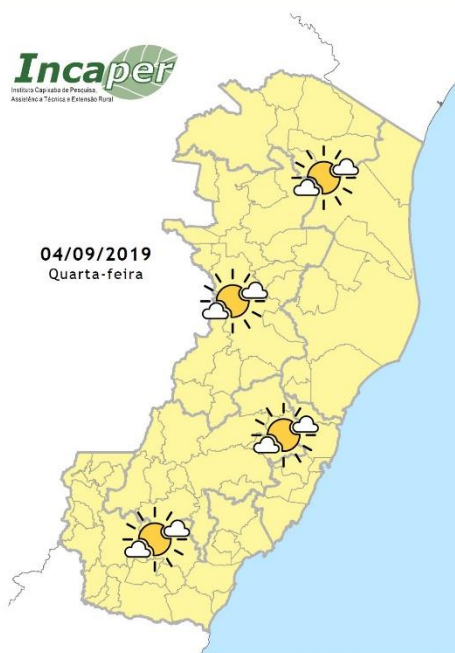 Incaper
Instituto Capixaba de Pesquisa,
Assistência Técnica e Extensão Rural
04/09/2019
Quarta-feira